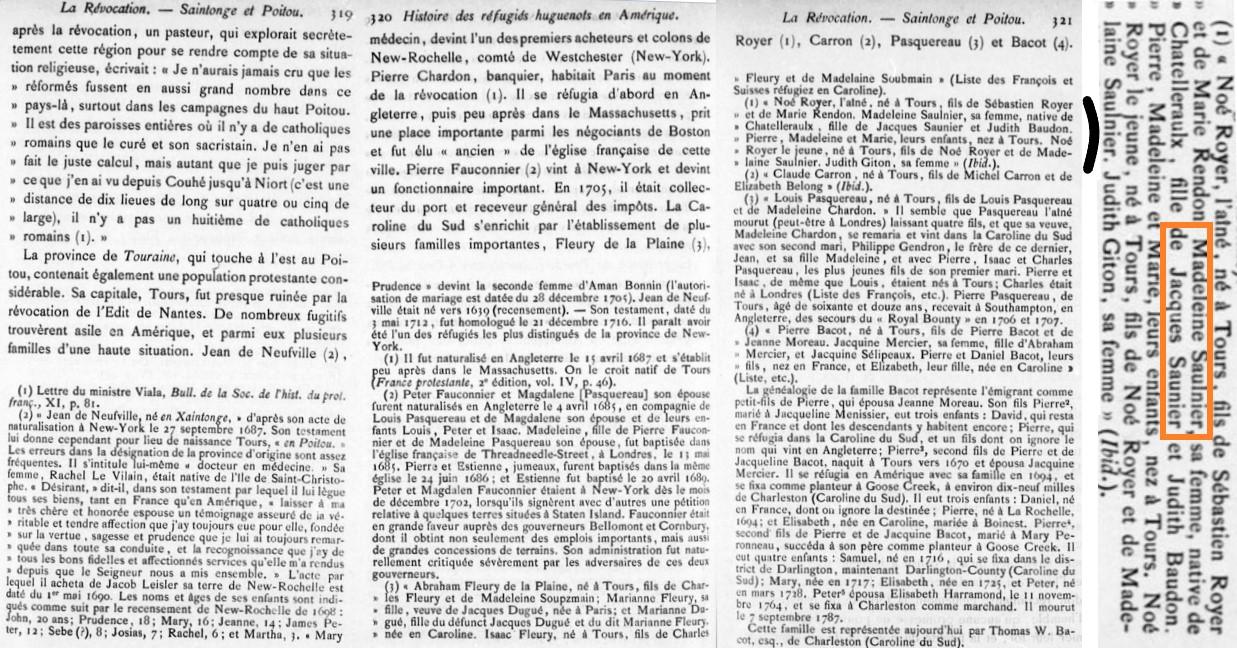 La Révocation. — Saintonge et Poitou. 319
après la révocation, un pasteur, qui explorait secrète-
tement cette région pour se rendre compte de sa situa-
tion religieuse, écrivait : « Je n'aurais jamais cru que les
» réformés fussent en aussi grand nombre dans ce
» pays-là, surtout dans les campagnes du haut Poitou.
» Il est des paroisses entières où il n'y a de catholiques
» romains que le curé et son sacristain. Je n'en ai pas
» fait le juste calcul, mais autant que je puis juger par
» ce que j'en ai vu depuis Couhé jusqu'à Niort (c'est une
» distance de dix lieues de long sur quatre ou cinq de
» large), il n'y a pas un huitième de catholiques
» romains (1). »
La province de Touraine, qui touche à l'est au Poi-
tou, contenait également une population protestante con-
sidérable. Sa capitale, Tours, fut presque ruinée par la
révocation de l'Edit de Nantes. De nombreux fugitifs
trouvèrent asile en Amérique, et parmi eux plusieurs
familles d'une haute situation. Jean de Neufville (2),
(1) Lettre du ministre Viala, Bull. de la Soc. de l'hist. du prot.
franç., XI, p. 81.
(2) « Jean de Neufville, né en Xaintonge, » d'après son acte de
naturalisation à New-York le 27 septembre 1687. Son testament
lui donne cependant pour lieu de naissance Tours, « en Poitou. »
Les erreurs dans la désignation de la province d'origine sont assez
fréquentes. Il s'intitule lui-même « docteur en médecine. » Sa
femme, Rachel Le Vilain, était native de l'Ile de Saint-Christo-
phe. « Désirant, » dit-il, dans son testament par lequel il lui lègue
tous ses biens, tant en France qu'en Amérique, « laisser à ma
» très chère et honorée espouse un témoignage asseuré de la vé-
» ritable et tendre affection que j'ay toujours eue pour elle, fondée
» sur la vertu, sagesse et prudence que je lui ai toujours remar-
» quée dans toute sa conduite, et la recognoissance que j'ay de
» tous les bons fidelles et affectionnés services qu'elle m'a rendus
» depuis que le Seigneur nous a mis ensemble. » L'acte par
lequel il acheta de Jacob Leisler sa terre de New-Rochelle est
daté du 1er mai 1690. Les noms et âges de ses enfants sont indi-
qués comme suit par le recensement de New-Rochelle de 1698 :
John, 20 ans; Prudence, 18; Mary, 16; Jeanne, 14; James Pe-
ter, 12; Sebe (?), 8; Josias, 7; Rachel, 6; et Martha, 3. « Mary
320 Histoire des réfugiés huguenots en Amérique.
médecin, devint l'un des premiers acheteurs et colons de
New-Rochelle, comté de Westchester (New-York).
Pierre Chardon, banquier, habitait Paris au moment
de la révocation (1). Il se réfugia d'abord en An-
gleterre, puis peu après dans le Massachusetts, prit
une place importante parmi les négociants de Boston
et fut élu « ancien » de l'église française de cette
ville. Pierre Fauconnier (2) vint à New-York et devint
un fonctionnaire important. En 1705, il était collec-
teur du port et receveur général des impôts. La Ca-
roline du Sud s'enrichit par l'établissement de plu-
sieurs familles importantes, Fleury de la Plaine (3),
Prudence » devint la seconde femme d'Aman Bonnin (l'autori-
sation de mariage est datée du 28 décembre 1705). Jean de Neuf-
ville était né vers 1639 (recensement). — Son testament, daté du
3 mai 1712, fut homologué le 21 décembre 1716. Il paraît avoir
été l'un des réfugiés les plus distingués de la province de New-
York.
(1) Il fut naturalisé en Angleterre le 15 avril 1687 et s'établit
peu après dans le Massachusetts. On le croit natif de Tours
(France protestante, 2e édition, vol. IV, p. 46).
(2) Peter Fauconnier et Magdalene [Pasquereau] son épouse
furent naturalisés en Angleterre le 4 avril 1685, en compagnie de
Louis Pasquereau et de Magdalene son épouse et de leurs en-
fants Louis, Peter et Isaac. Madeleine, fille de Pierre Faucon-
nier et de Madeleine Pasquereau son épouse, fut baptisée dans
l'église française de Threadneedle-Street, à Londres, le 13 mai
1685. Pierre et Estienne, jumeaux, furent baptisés dans la même
église le 24 juin 1686; et Estienne fut baptisé le 20 avril 1689.
Peter et Magdalen Fauconnier étaient à New-York dès le mois
de décembre 1702, lorsqu'ils signèrent avec d'autres une pétition
relative à quelques terres situées à Staten Island. Fauconnier était
en grande faveur auprès des gouverneurs Bellomont et Cornbury,
dont il obtint non seulement des emplois importants, mais aussi
de grandes concessions de terrains. Son administration fut natu-
rellement critiquée sévèrement par les adversaires de ces deux
gouverneurs.
(3) « Abraham Fleury de la Plaine, né à Tours, fils de Char-
» les Fleury et de Madeleine Soupzmain; Marianne Fleury, sa
» fille, veuve de Jacques Dugué, née à Paris; et Marianne Du-
» gué, fille du défunct Jacques Dugué et du dit Marianne Fleury.
» née en Caroline. Isaac Fleury, né à Tours, fils de Charles
La Révocation. — Saintonge et Poitou. 321
Royer (1), Carron (2), Pasquereau (3) et Bacot (4).
» Fleury et de Madelaine Soubmain » (Liste des François et
Suisses réfugiez en Caroline).
(1) « Noé Royer, l'aîné, né à Tours, fils de Sébastien Royer
» et de Marie Rendon. Madeleine Saulnier, sa femme, native de
» Chatelleraulx, fille de Jacques Saunier et Judith Baudon.
» Pierre, Madeleine et Marie, leurs enfants, nez à Tours. Noé
» Royer le jeune, né à Tours, fils de Noé Royer et de Made-
» laine Saulnier. Judith Giton, sa femme » (Ibid.).
(2) « Claude Carron, né à Tours, fils de Michel Carron et de
Elizabeth Belong » (Ibid.).
(3) « Louis Pasquereau, né à Tours, fils de Louis Pasquereau
et de Madeleine Chardon. » Il semble que Pasquereau l'aîné
mourut (peut-être à Londres) laissant quatre fils, et que sa veuve,
Madeleine Chardon, se remaria et vint dans la Caroline du Sud
avec son second mari, Philippe Gendron, le frère de ce dernier,
Jean, et sa fille Madeleine, et avec Pierre, Isaac et Charles
Pasquereau, les plus jeunes fils de son premier mari. Pierre et
Isaac, de même que Louis, étaient nés à Tours; Charles était
né à Londres (Liste des François, etc.). Pierre Pasquereau, de
Tours, âgé de soixante et douze ans, recevait à Southampton, en
Angleterre, des secours du « Royal Bounty » en 1706 et 1707.
(4) « Pierre Bacot, né à Tours, fils de Pierre Bacot et de
» Jeanne Moreau. Jacquine Mercier, sa femme, fille d'Abraham
» Mercier, et Jacquine Sélipeaux. Pierre et Daniel Bacot, leurs
» fils, nez en France, et Elizabeth, leur fille, née en Caroline »
(Liste, etc.).
La généalogie de la famille Bacot représente l'émigrant comme
petit-fils de Pierre, qui épousa Jeanne Moreau. Son fils Pierre2,
marié à Jacqueline Menissier, eut trois enfants : David, qui resta
en France et dont les descendants y habitent encore; Pierre, qui
se réfugia dans la Caroline du Sud, et un fils dont on ignore le
nom qui vint en Angleterre; Pierre3, second fils de Pierre et de
Jacqueline Bacot, naquit à Tours vers 1670 et épousa Jacquine
Mercier. Il se réfugia en Amérique avec sa famille en 1694, et
se fixa comme planteur à Goose Creek, à environ dix-neuf milles
de Charleston (Caroline du Sud). Il eut trois enfants : Daniel, né
en France, dont on ignore la destinée; Pierre, né à La Rochelle,
1694; et Elisabeth, née en Caroline, mariée à Boinest. Pierre4,
second fils de Pierre et de Jacquine Bacot, marié à Mary Pe-
ronneau, succéda à son père comme planteur à Goose Creek. Il
eut quatre enfants : Samuel, né en 1716, qui se fixa dans le dis-
trict de Darlington, maintenant Darlington-County (Caroline du
Sud); Mary, née en 1717; Elisabeth, née en 1725, et Peter, né
en mars 1728. Peter5 épousa Elisabeth Harramond, le 11 novem-
bre 1764, et se fixa à Charleston comme marchand. Il mourut
le 7 septembre 1787.
Cette famille est représentée aujourd'hui par Thomas W. Ba-
cot, esq., de Charleston (Caroline du Sud).
(1) « Noé Royer, l'aîné, né à Tours, fils de Sébastien Royer
» et de Marie Rendon Madeleine Saulnier, sa femme, native de
» Chatelleraulx, fille de Jacques Saunier et Judith Baudon.
» Pierre, Madeleine et Marie, leurs enfants, nez à Tours. Noé
» Royer le jeune, né à Tours, fils de Noé Royer et de Made-
» laine Saulnier. Judith Giton, sa femme » (Ibid.).